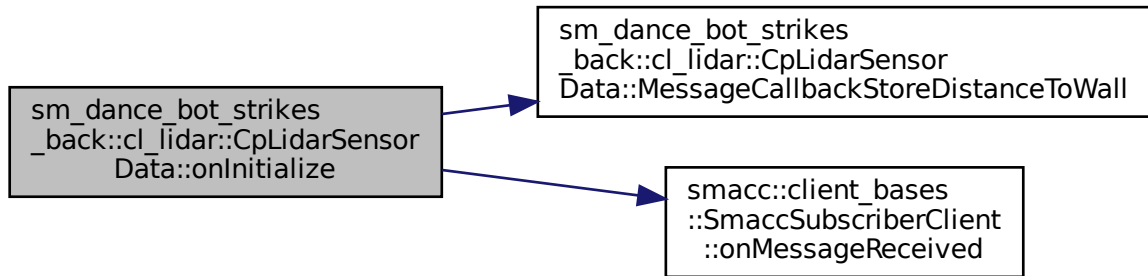 sm_dance_bot_strikes
_back::cl_lidar::CpLidarSensor
Data::onInitialize
sm_dance_bot_strikes
_back::cl_lidar::CpLidarSensor
Data::MessageCallbackStoreDistanceToWall
smacc::client_bases
::SmaccSubscriberClient
::onMessageReceived